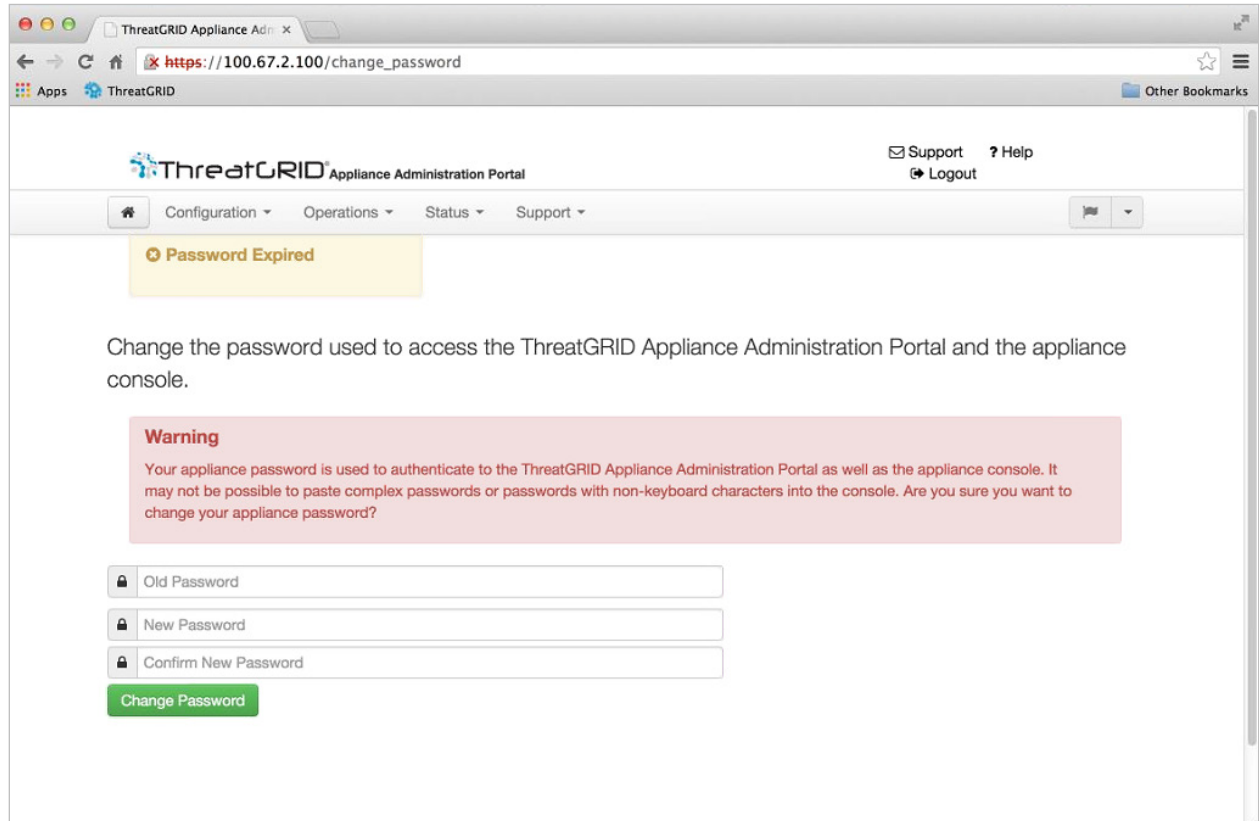 ThreatGRID Appliance Adm
https://100.67.2.100/change_password
Apps ThreatGRID Other Bookmarks
ThreatGRID Appliance Administration Portal
Support ? Help
Logout
Configuration Operations Status Support
Password Expired
Change the password used to access the ThreatGRID Appliance Administration Portal and the appliance
console.
Warning
Your appliance password is used to authenticate to the ThreatGRID Appliance Administration Portal as well as the appliance console. It
may not be possible to paste complex passwords or passwords with non-keyboard characters into the console. Are you sure you want to
change your appliance password?
Old Password
New Password
Confirm New Password
Change Password